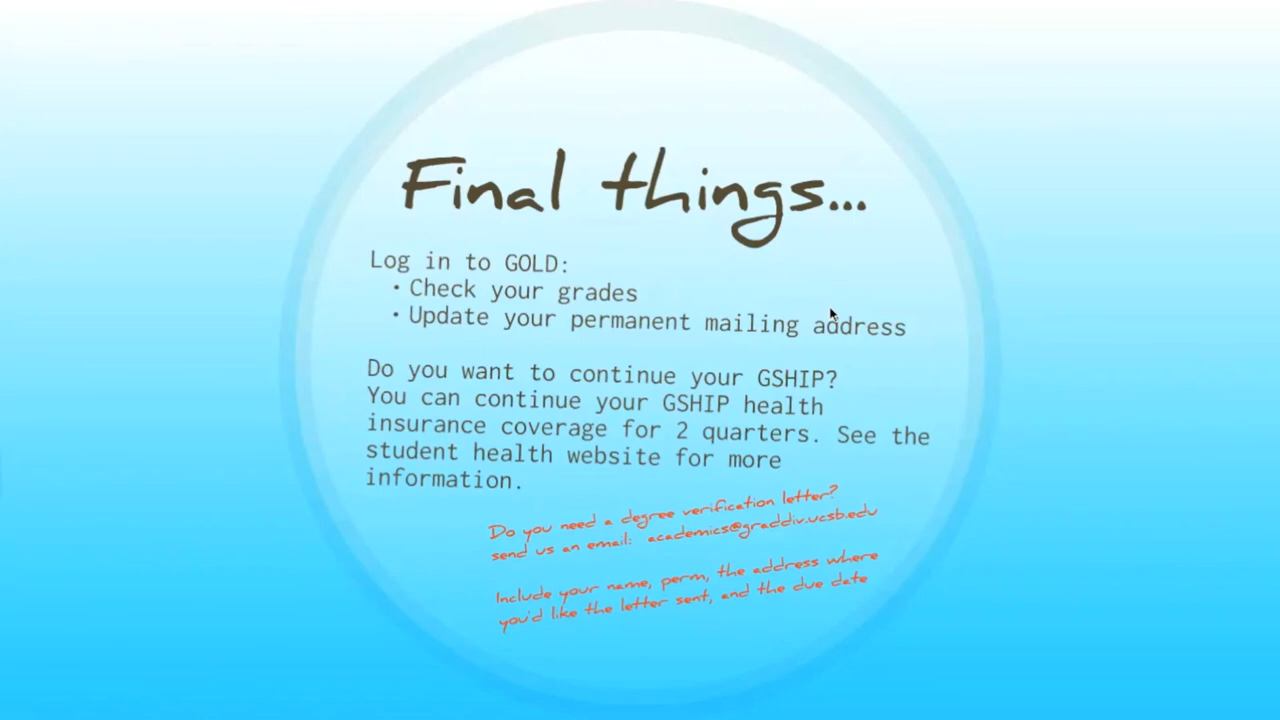 Final things...
Log in to GOLD:
• Check your grades
• Update your permanent mailing address
Do you want to continue your GSHIP?
You can continue your GSHIP health
insurance coverage for 2 quarters. See the
student health website for more
information.
Do you need a degree verification letter?
send us an email: academics@graddiv.ucsb.edu
Include your name, perm, the address where
you'd like the letter sent, and the due date